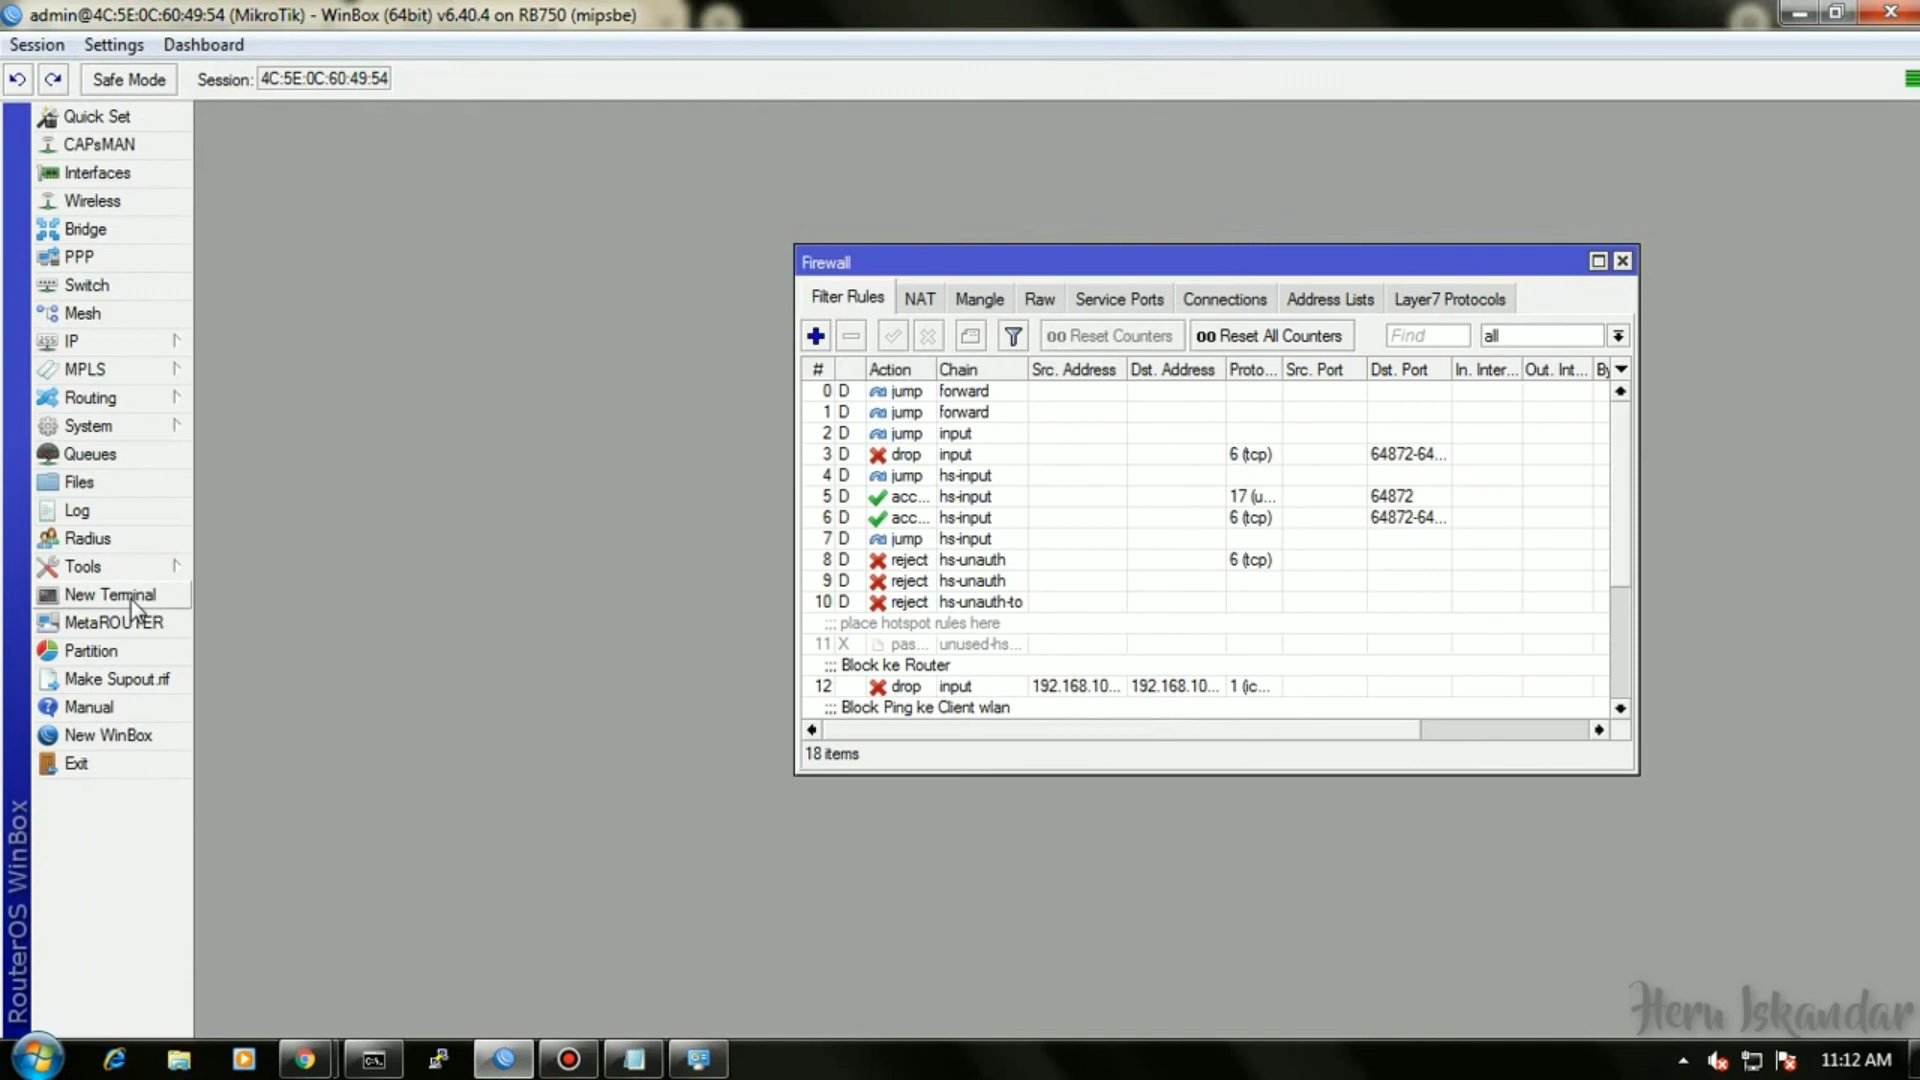 admin@4C:5E:0C:60:49:54 (MikroTik) - WinBox (64bit) v6.40.4 on RB750 (mipsbe)
Session Settings Dashboard
Safe Mode Session: 4C:5E:0C:60:49:54
Quick Set
CAPsMAN
Interfaces
Wireless
Bridge
PPP
Switch
Mesh
IP
MPLS
Routing
System
Queues
Files
Log
Radius
Tools
New Terminal
MetaROUTER
Partition
Make Supout.rif
Manual
New WinBox
Exit
RouterOS WinBox
Firewall
Filter Rules NAT Mangle Raw Service Ports Connections Address Lists Layer7 Protocols
00 Reset Counters 00 Reset All Counters Find all
# Action Chain Src. Address Dst. Address Proto... Src. Port Dst. Port In. Inter... Out. Int... By
0 D jump forward
1 D jump forward
2 D jump input
3 D drop input 6 (tcp) 64872-64...
4 D jump hs-input
5 D acc... hs-input 17 (u... 64872
6 D acc... hs-input 6 (tcp) 64872-64...
7 D jump hs-input
8 D reject hs-unauth 6 (tcp)
9 D reject hs-unauth
10 D reject hs-unauth-to
::: place hotspot rules here
11 X pas... unused-hs...
::: Block ke Router
12 drop input 192.168.10... 192.168.10... 1 (ic...
::: Block Ping ke Client wlan
18 items
Heru Iskandar
11:12 AM